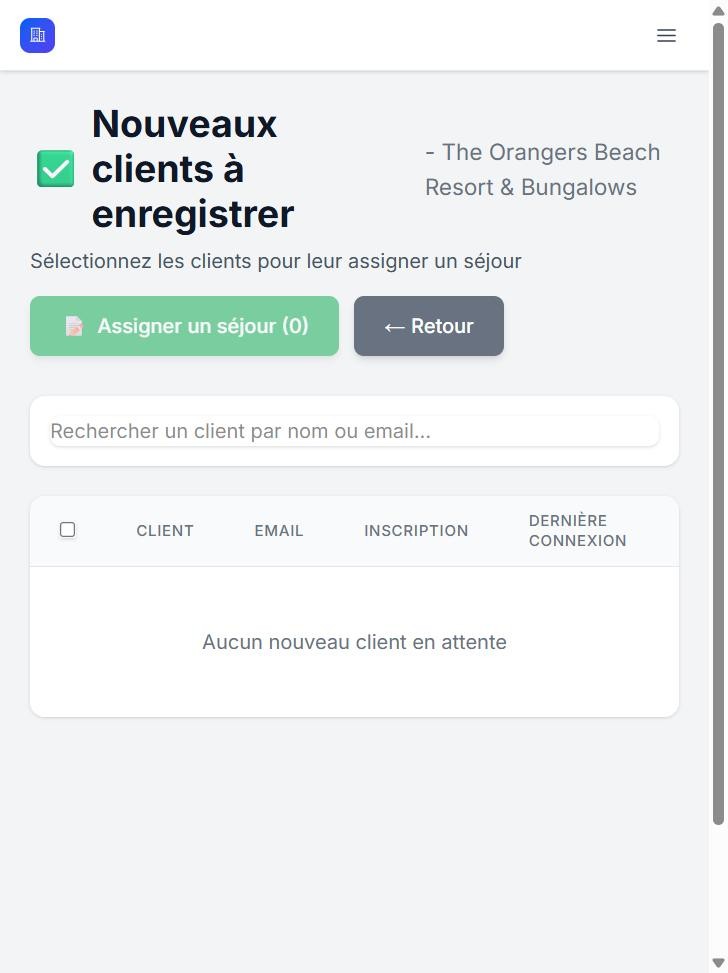 Nouveaux
clients à
enregistrer
- The Orangers Beach
Resort & Bungalows
Sélectionnez les clients pour leur assigner un séjour
Assigner un séjour (0)
← Retour
Rechercher un client par nom ou email...
CLIENT EMAIL INSCRIPTION DERNIÈRE
CONNEXION
Aucun nouveau client en attente